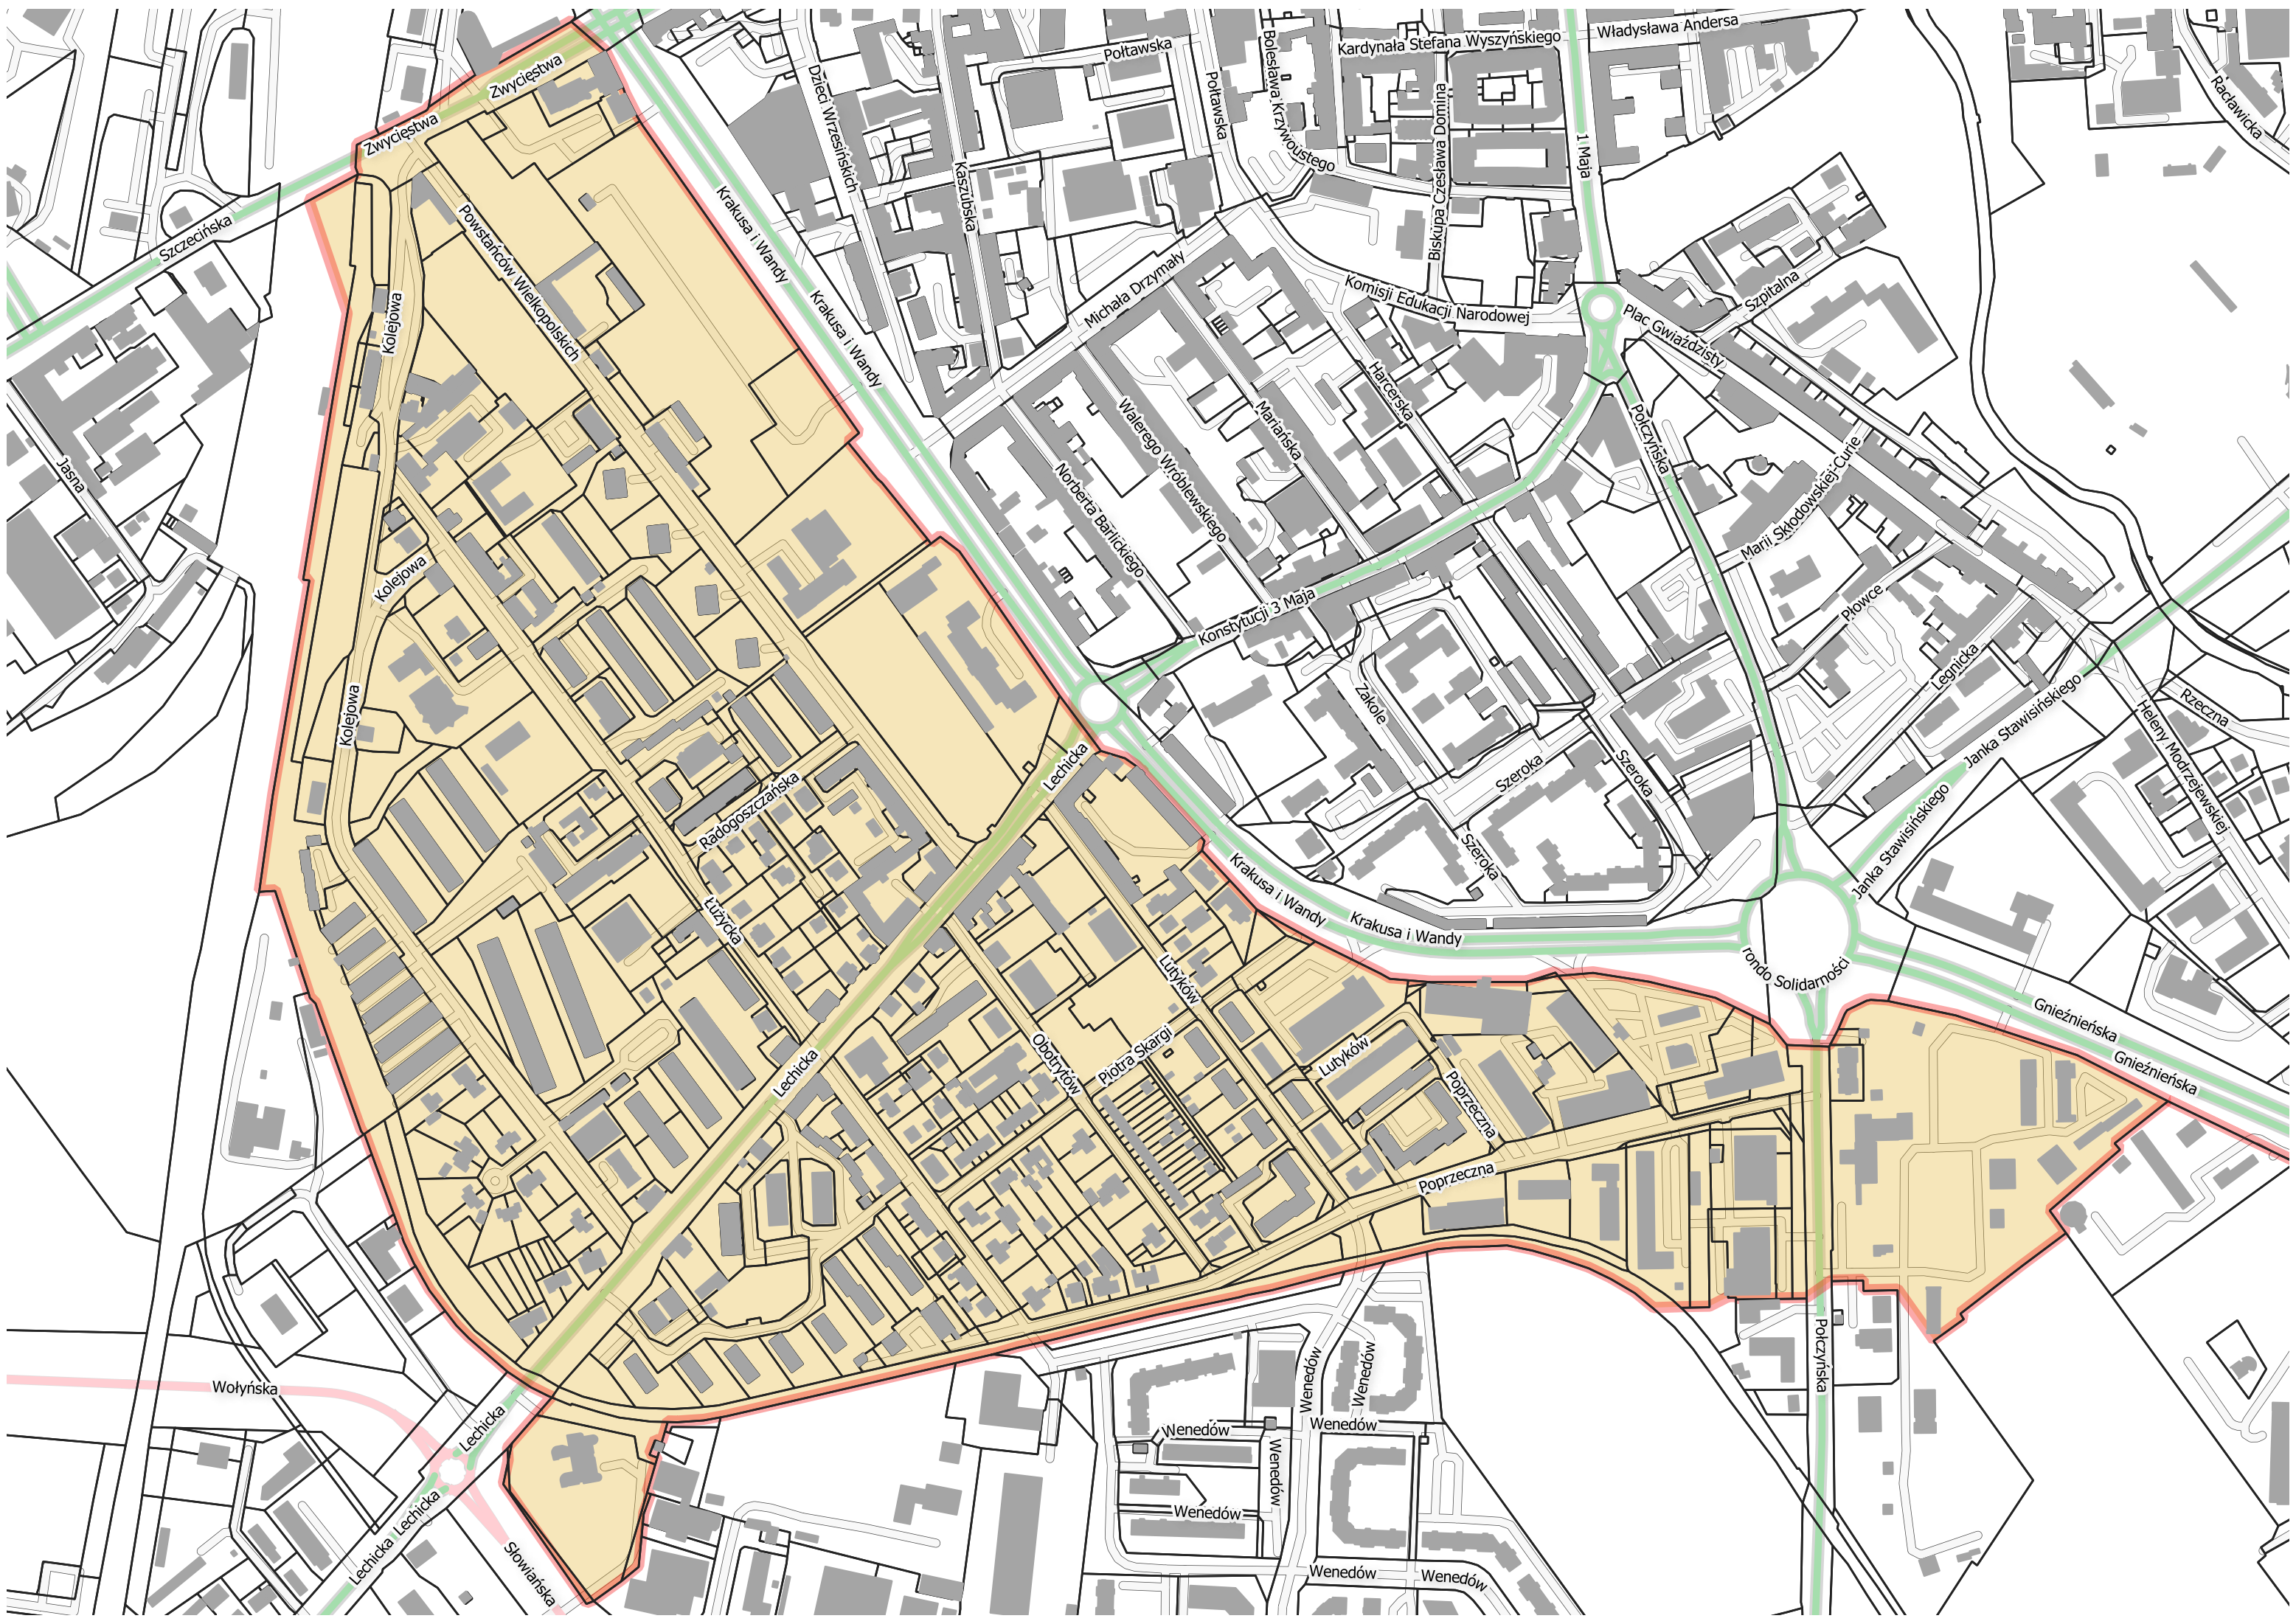 Kardynała Stefana Wyszyńskiego
Władysława Andersa
Połtawska
Połtawska
Bolesława Krzywoustego
Dzieci Wrzesińskich
Kaszubska
Biskupa Czesława Domina
1 Maja
Racławicka
Zwycięstwa
Zwycięstwa
Szczecińska
Krakusa i Wandy
Krakusa i Wandy
Powstańców Wielkopolskich
Kolejowa
Michała Drzymały
Komisji Edukacji Narodowej
Plac Gwiaździsty
Szpitalna
Harcerska
Mariańska
Walerego Wróblewskiego
Norberta Barlickiego
Połczyńska
Marii Skłodowskiej-Curie
Jasna
Kolejowa
Konstytucji 3 Maja
Płowce
Legnicka
Janka Stawisińskiego
Rzeczna
Heleny Modrzejewskiej
Kolejowa
Zakole
Lechicka
Szeroka
Szeroka
Szeroka
Radogoszczańska
Janka Stawisińskiego
Krakusa i Wandy
Krakusa i Wandy
Łużycka
Lutyków
rondo Solidarności
Gnieźnieńska
Gnieźnieńska
Lechicka
Obotrytów
Piotra Skargi
Lutyków
Poprzeczna
Poprzeczna
Połczyńska
Wołyńska
Lechicka
Lechicka
Lechicka
Słowiańska
Wenedów
Wenedów
Wenedów
Wenedów
Wenedów
Wenedów
Wenedów
Wenedów